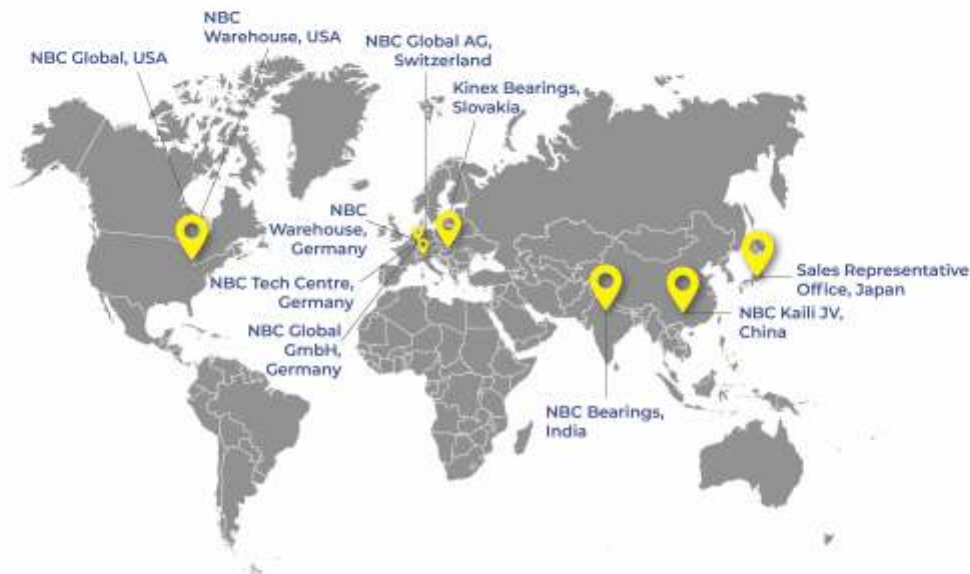 NBC
Warehouse, USA
NBC Global, USA
NBC Global AG,
Switzerland
Kinex Bearings,
Slovakia
NBC
Warehouse,
Germany
NBC Tech Centre,
Germany
NBC Global
GmbH,
Germany
Sales Representative
Office, Japan
NBC Kaili JV,
China
NBC Bearings,
India